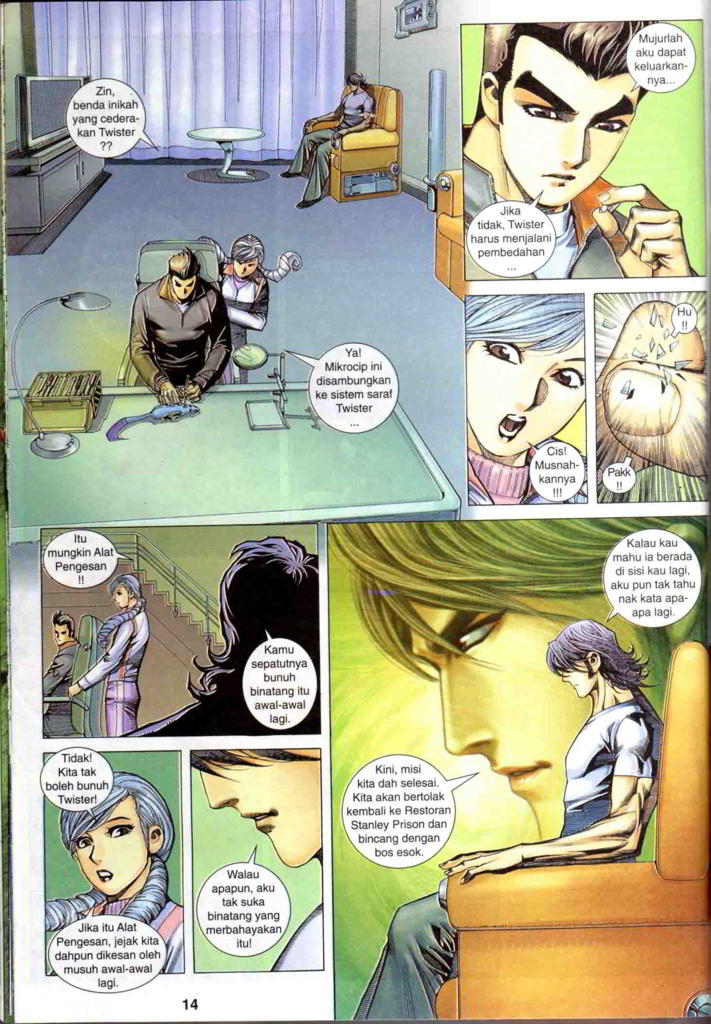 Zin,
benda inikah
yang cedera-
kan Twister
??
Ya!
Mikrocip ini
disambungkan
ke sistem saraf
Twister
...
Mujurlah
aku dapat
keluarkan-
nya...
Jika
tidak, Twister
harus menjalani
pembedahan
...
Cis!
Musnah-
kannya
!!!
Hu
!!
Pakk
!!
Itu
mungkin Alat
Pengesan
!!
Kamu
sepatutnya
bunuh
binatang itu
awal-awal
lagi.
Tidak!
Kita tak
boleh bunuh
Twister!
Jika itu Alat
Pengesan, jejak kita
dahpun dikesan oleh
musuh awal-awal
lagi.
Walau
apapun, aku
tak suka
binatang yang
merbahayakan
itu!
Kalau kau
mahu ia berada
di sisi kau lagi,
aku pun tak tahu
nak kata apa-
apa lagi.
Kini, misi
kita dah selesai.
Kita akan bertolak
kembali ke Restoran
Stanley Prison dan
bincang dengan
bos esok.
14